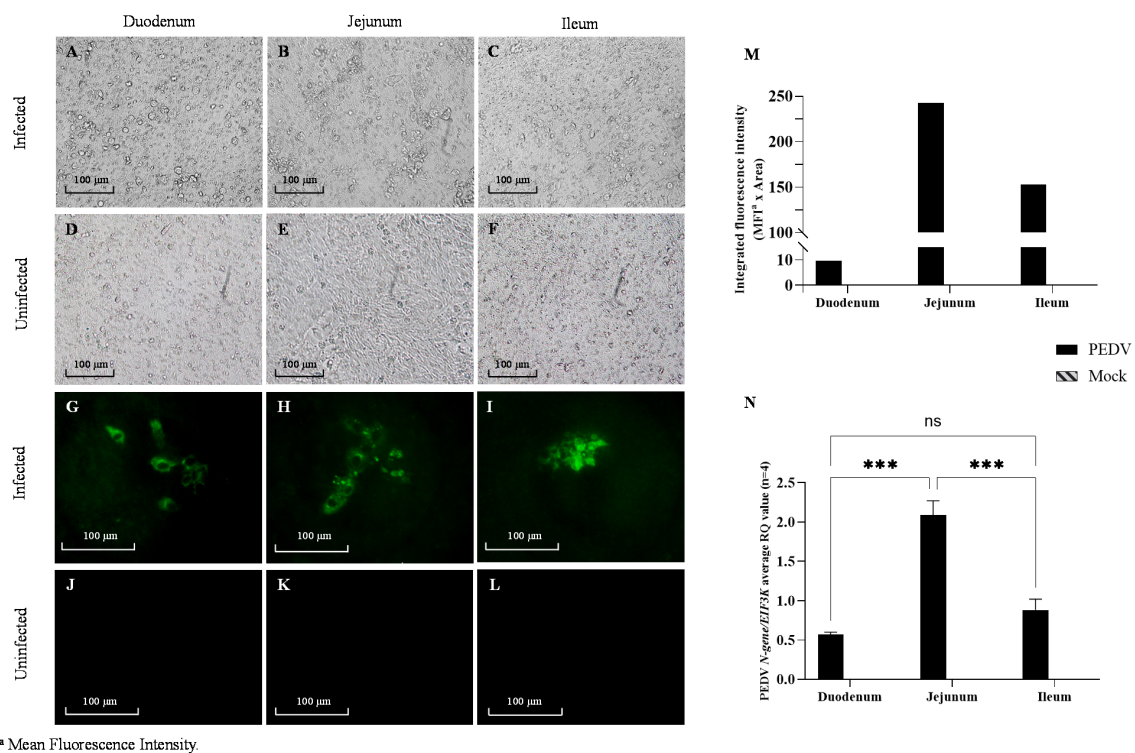 Duodenum Jejunum Ileum
Infected
A B C
100 μm 100 μm 100 μm
Uninfected
D E F
100 μm 100 μm 100 μm
Infected
G H I
100 μm 100 μm 100 μm
Uninfected
J K L
100 μm 100 μm 100 μm
ᵃ Mean Fluorescence Intensity.
M
Integrated fluorescence intensity
(MFIᵃ x Area)
250
200
150
100
10
0
Duodenum Jejunum Ileum
PEDV
Mock
N
ns
*** ***
PEDV N-gene/EIF3K average RQ value (n=4)
2.5
2.0
1.5
1.0
0.5
0.0
Duodenum Jejunum Ileum